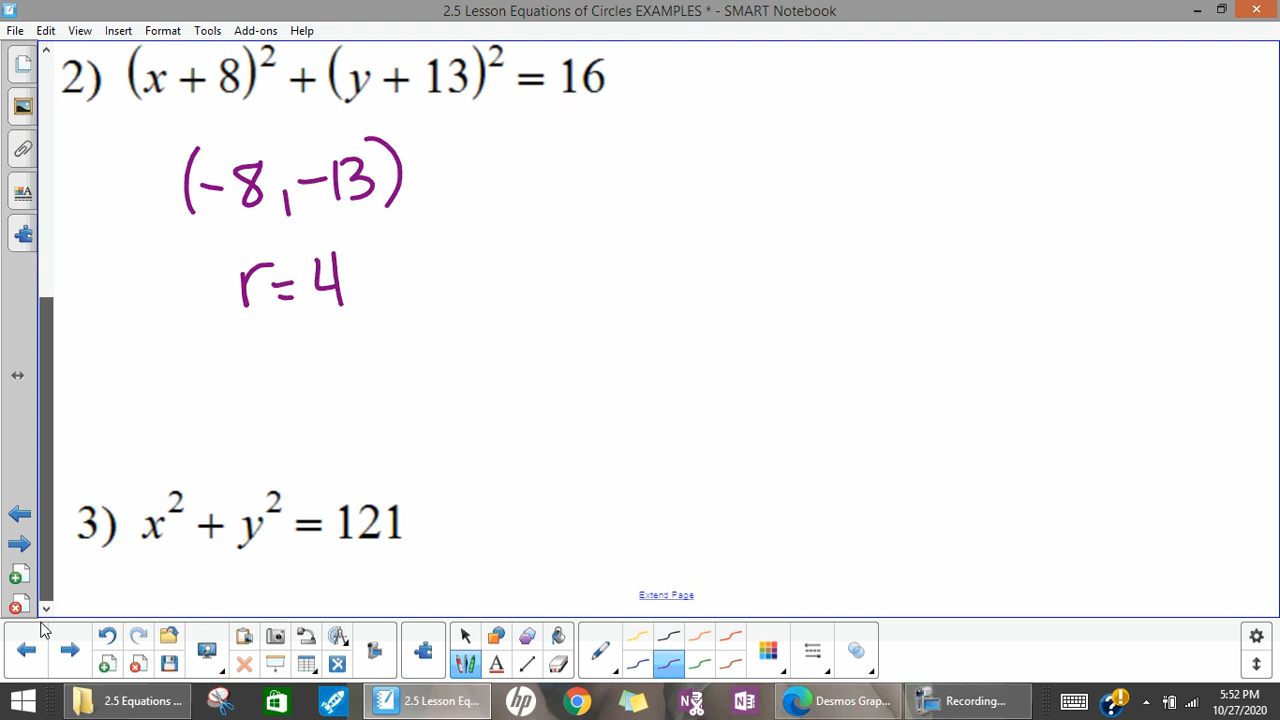 2.5 Lesson Equations of Circles EXAMPLES * - SMART Notebook
File Edit View Insert Format Tools Add-ons Help
2) (x + 8)² + (y + 13)² = 16
(-8, -13)
r = 4
3) x² + y² = 121
Extend Page
2.5 Equations ...
2.5 Lesson Eq...
Desmos Grap...
Recording...
5:52 PM
10/27/2020